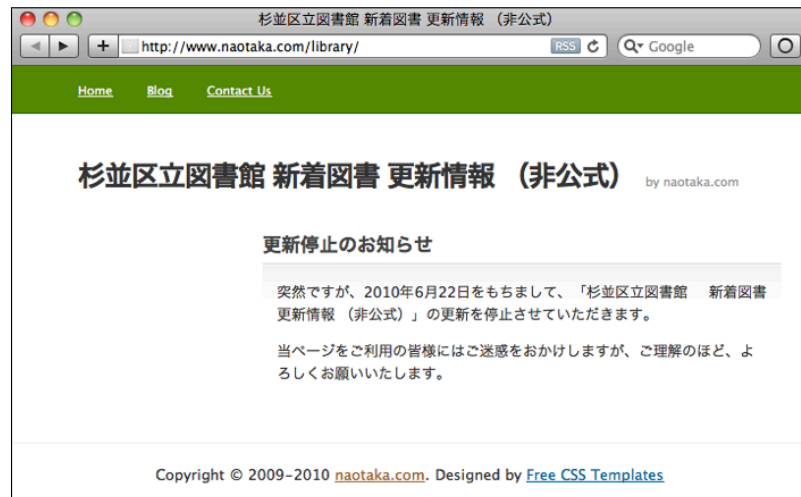 杉並区立図書館 新着図書 更新情報 （非公式）
http://www.naotaka.com/library/
RSS
Google
Home Blog Contact Us
杉並区立図書館 新着図書 更新情報 （非公式） by naotaka.com
更新停止のお知らせ
突然ですが、2010年6月22日をもちまして、「杉並区立図書館　新着図書
更新情報 （非公式）」の更新を停止させていただきます。
当ページをご利用の皆様にはご迷惑をおかけしますが、ご理解のほど、よ
ろしくお願いいたします。
Copyright © 2009–2010 naotaka.com. Designed by Free CSS Templates